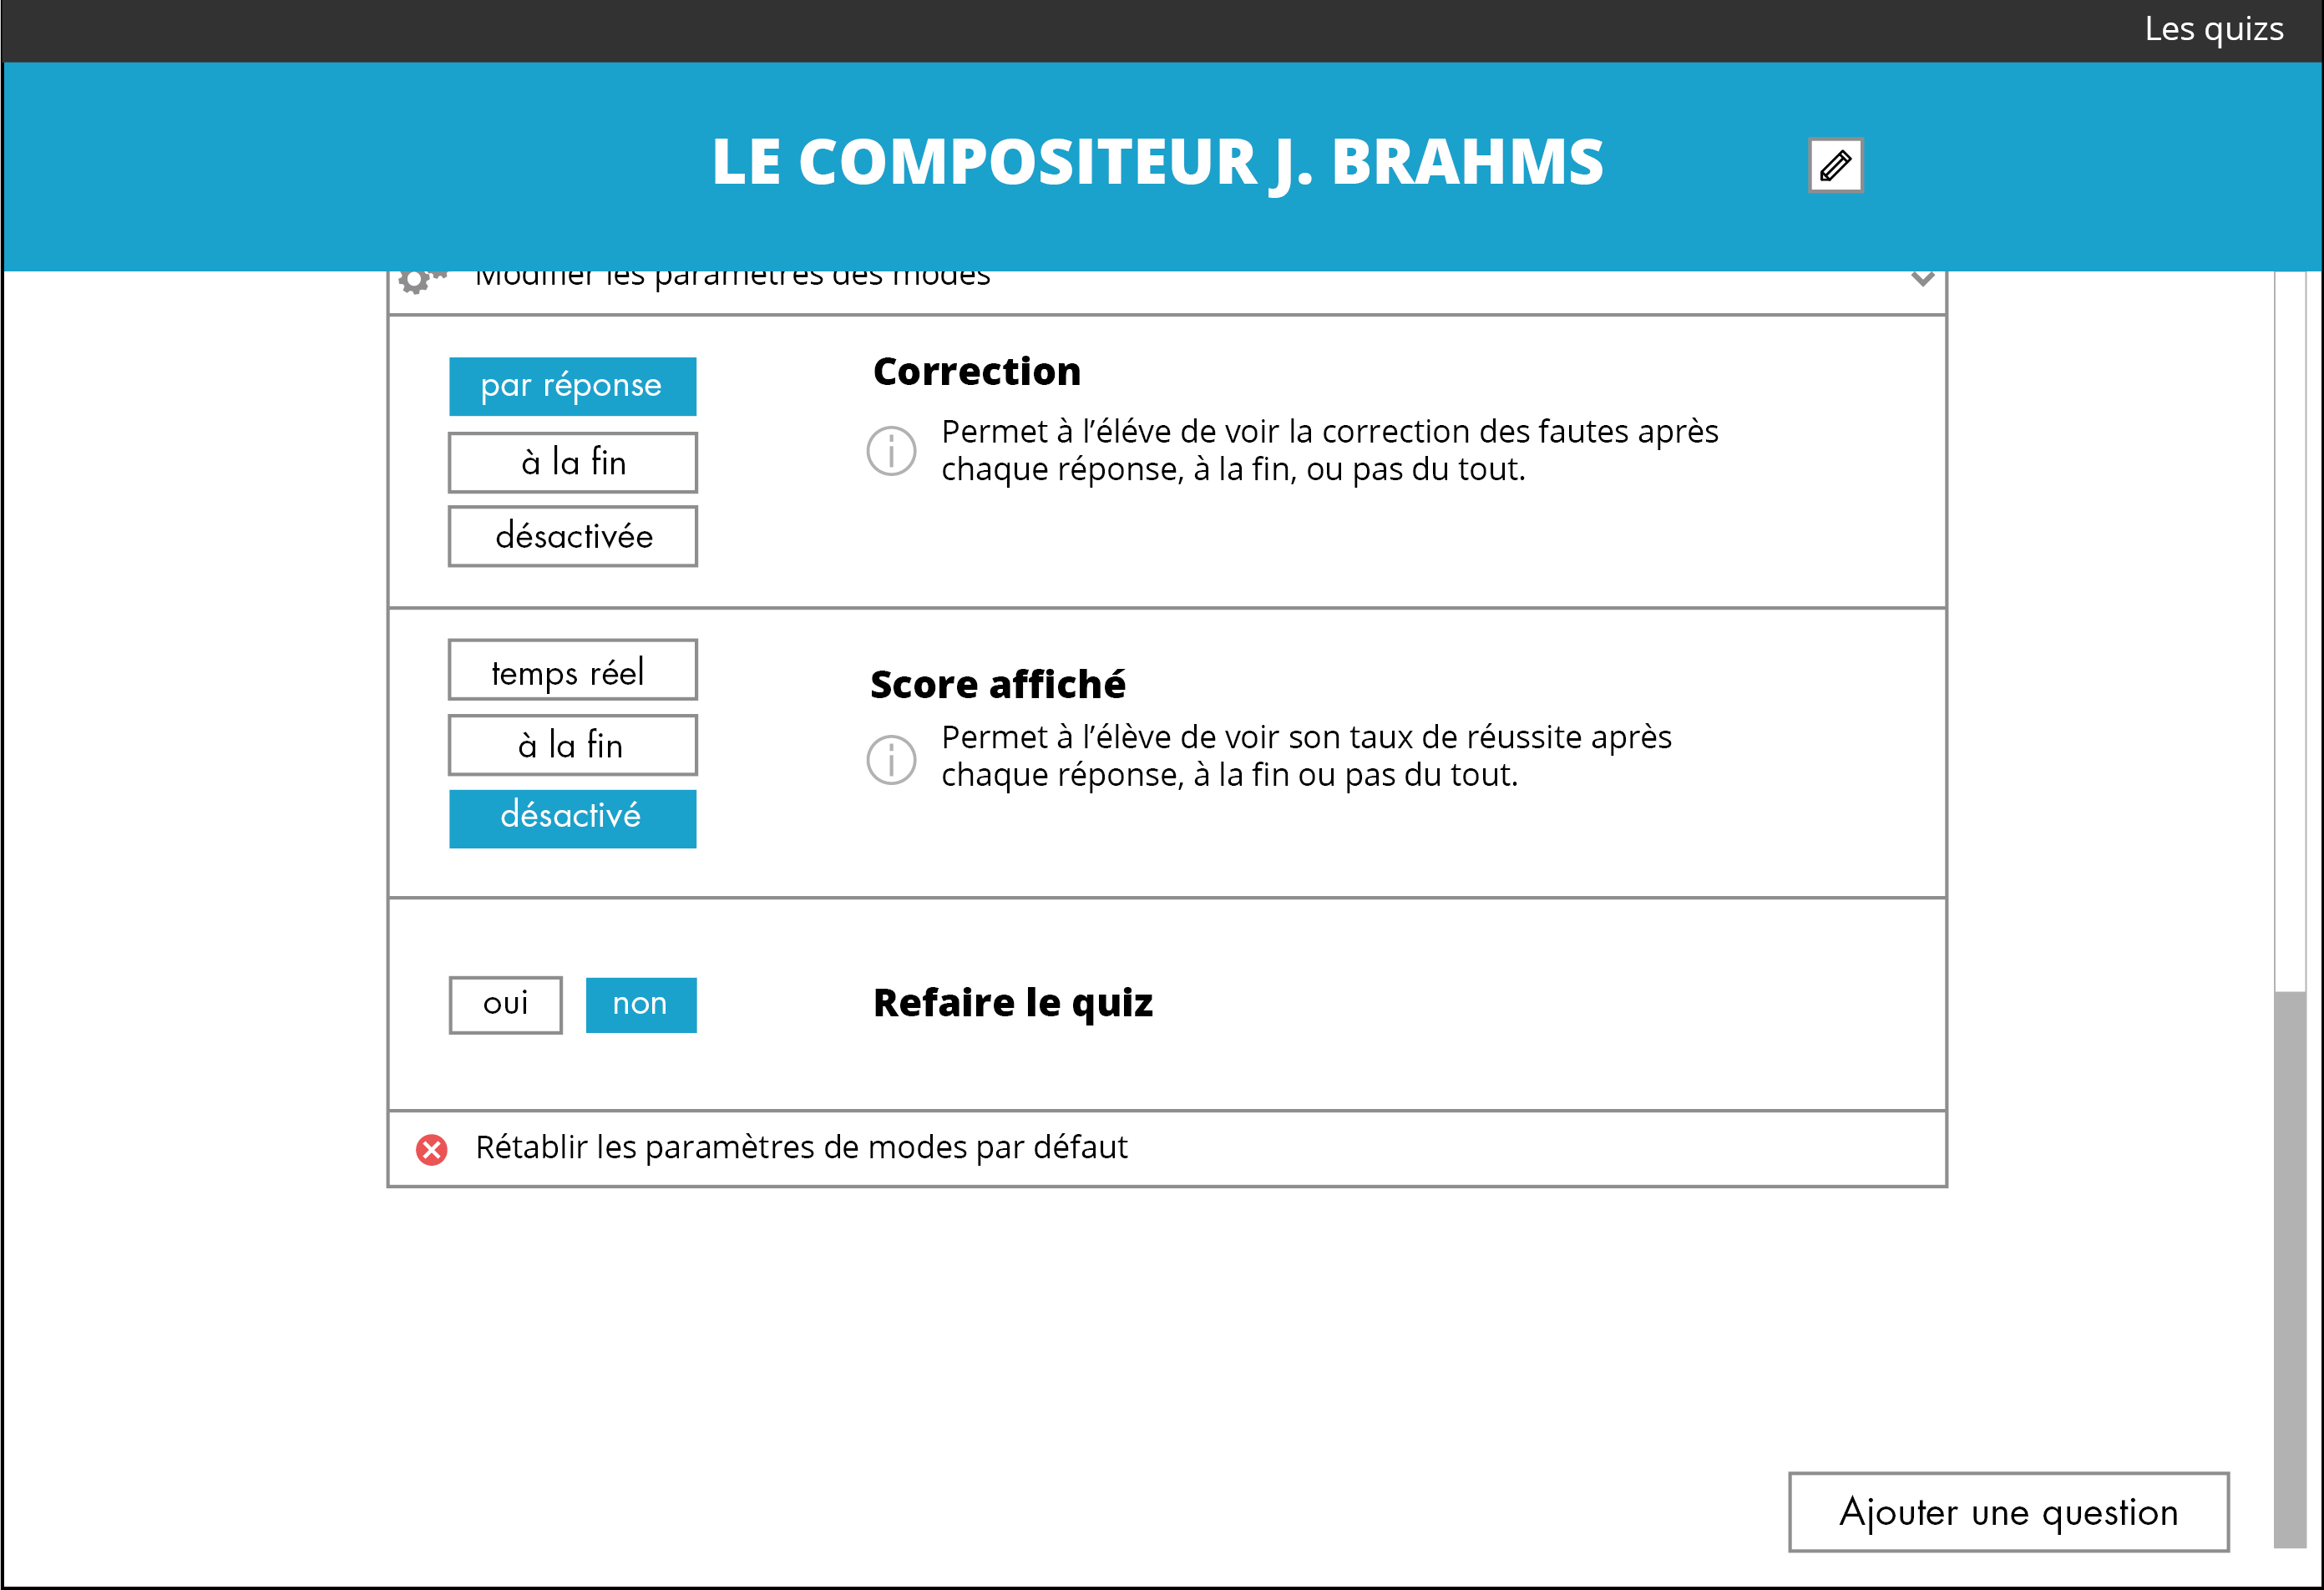 Les quizs
LE COMPOSITEUR J. BRAHMS
Modifier les paramètres des modes
par réponse
à la fin
désactivée
Correction
Permet à l’éléve de voir la correction des fautes après
chaque réponse, à la fin, ou pas du tout.
temps réel
à la fin
désactivé
Score affiché
Permet à l’élève de voir son taux de réussite après
chaque réponse, à la fin ou pas du tout.
oui
non
Refaire le quiz
Rétablir les paramètres de modes par défaut
Ajouter une question